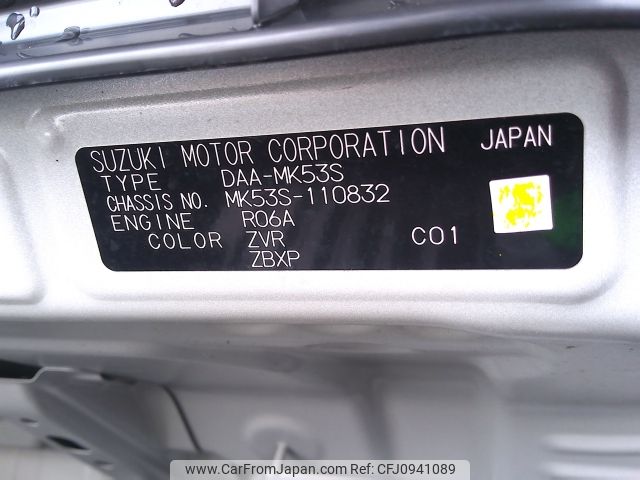 SUZUKI MOTOR CORPORATION JAPAN
TYPE DAA-MK53S
CHASSIS NO. MK53S-110832
ENGINE R06A
COLOR ZVR C01
ZBXP
www.CarFromJapan.com | Ref: CFJ10941089